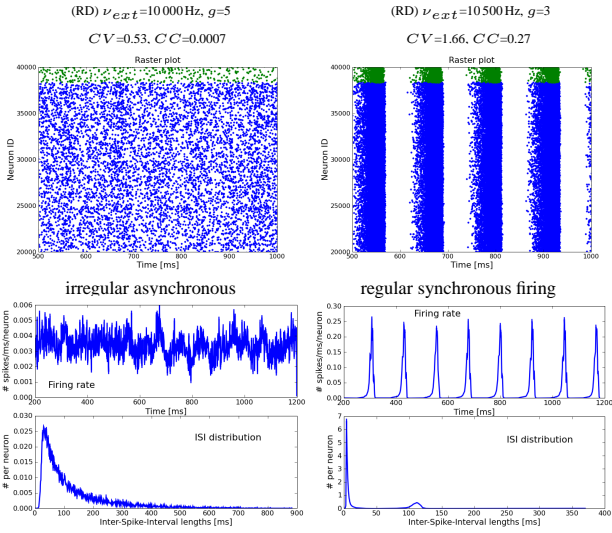 (RD) ν_ext=10 000 Hz, g=5
CV=0.53, CC=0.0007
Raster plot
40000
35000
30000
25000
20000
Neuron ID
500 600 700 800 900 1000
Time [ms]
irregular asynchronous
0.006
0.005
0.004
0.003
0.002
0.001
0.000
# spikes/ms/neuron
Firing rate
200 400 600 800 1000 1200
Time [ms]
0.030
0.025
0.020
0.015
0.010
0.005
0.000
# per neuron
ISI distribution
0 100 200 300 400 500 600 700 800 900
Inter-Spike-Interval lengths [ms]
(RD) ν_ext=10 500 Hz, g=3
CV=1.66, CC=0.27
Raster plot
40000
35000
30000
25000
20000
Neuron ID
500 600 700 800 900 1000
Time [ms]
regular synchronous firing
0.30
0.25
0.20
0.15
0.10
0.05
0.00
# spikes/ms/neuron
Firing rate
200 400 600 800 1000 1200
Time [ms]
7
6
5
4
3
2
1
0
# per neuron
ISI distribution
0 50 100 150 200 250 300 350 400
Inter-Spike-Interval lengths [ms]